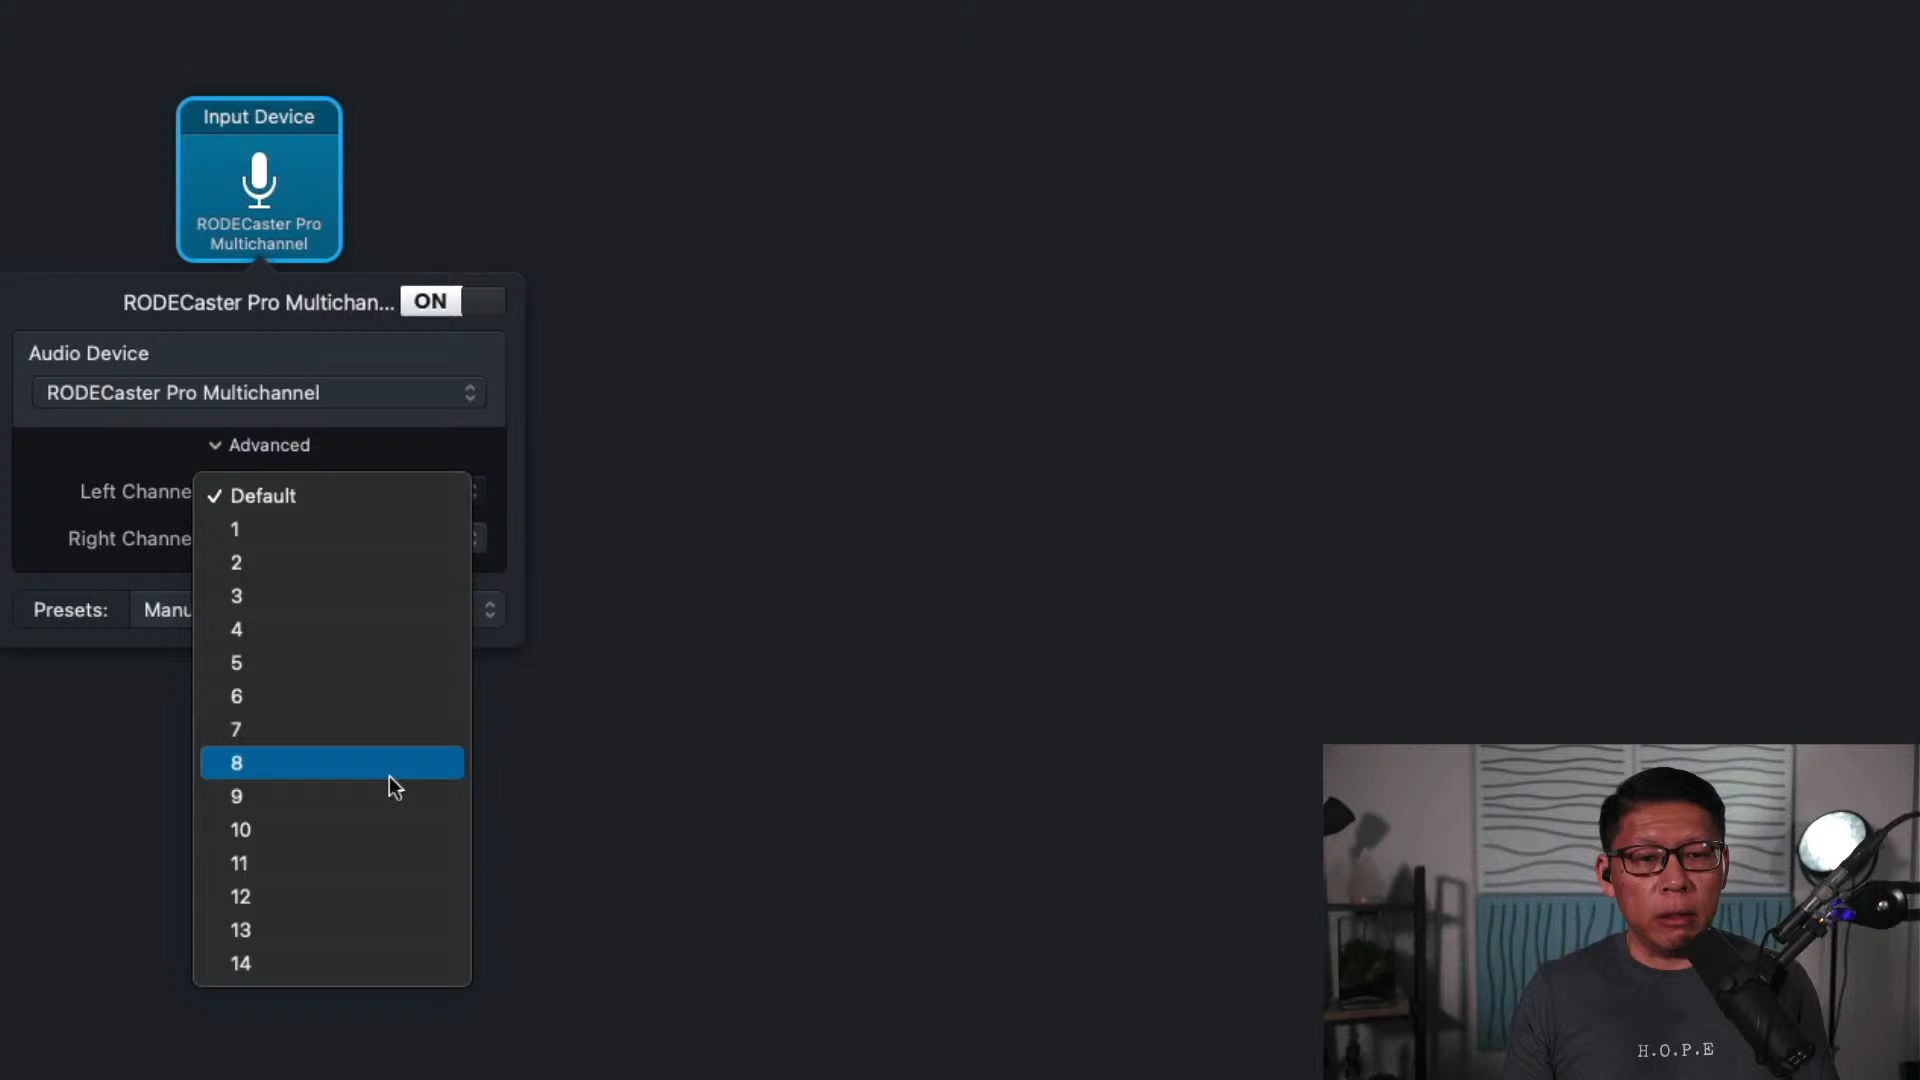 Input Device
RODECaster Pro
Multichannel
RODECaster Pro Multichan... ON
Audio Device
RODECaster Pro Multichannel
Advanced
Left Channe
Right Channe
Default
1
2
3
4
5
6
7
8
9
10
11
12
13
14
Presets: Manu
H.O.P.E